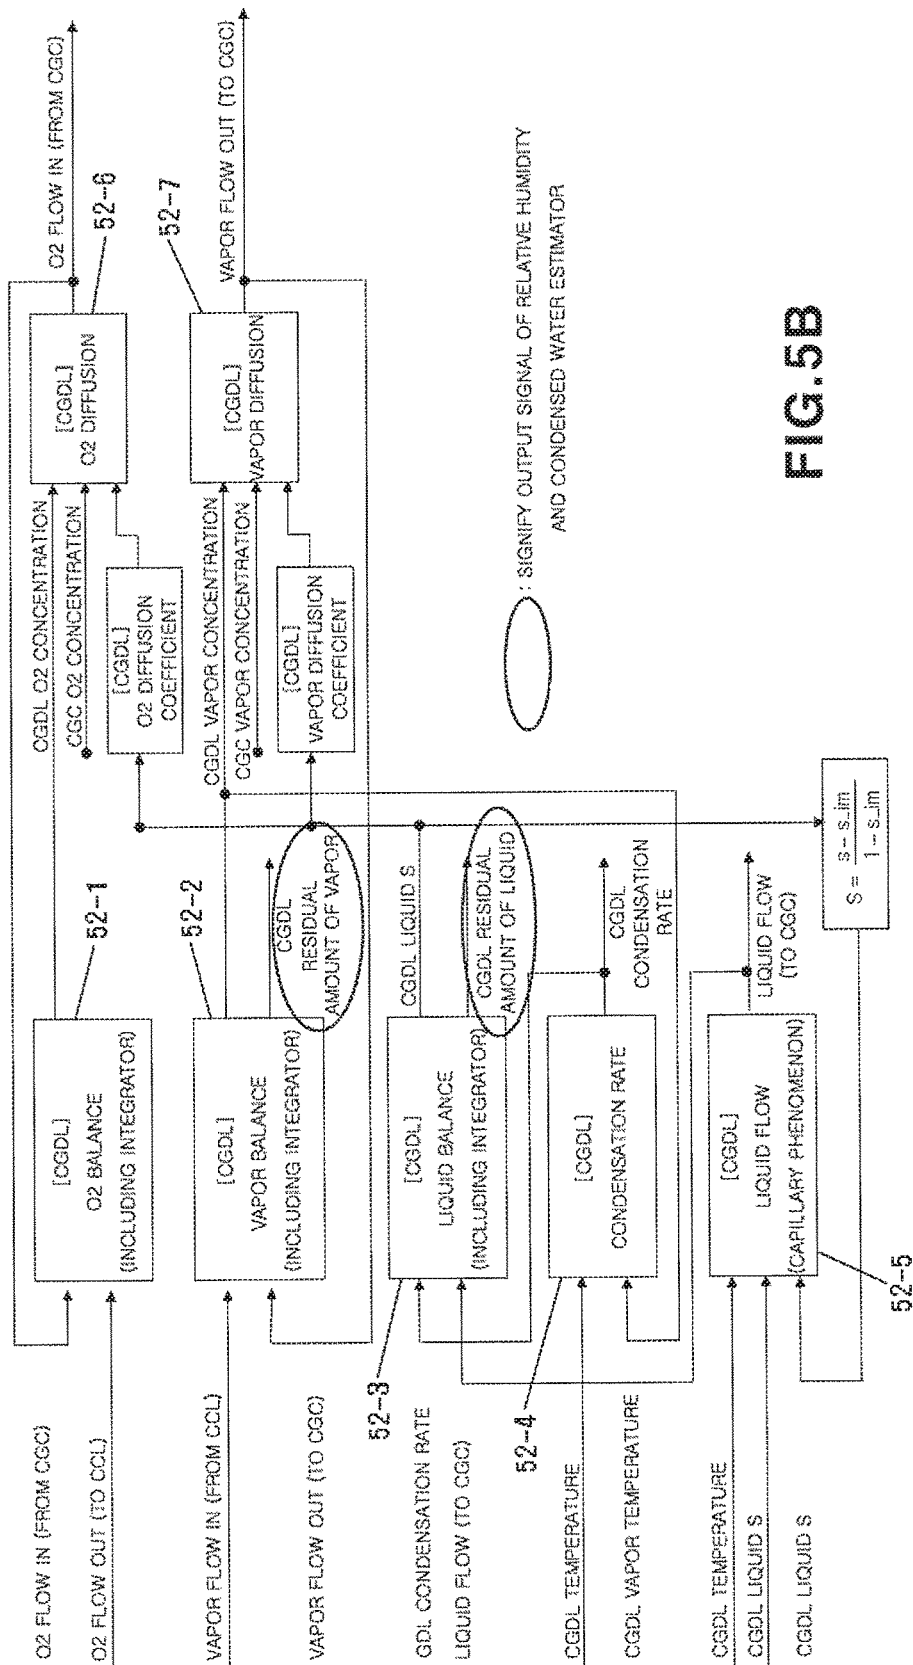 O2 FLOW IN (FROM CGC)
O2 FLOW OUT (TO CCL)
[CGDL]
O2 BALANCE
(INCLUDING INTEGRATOR)
52-1
CGDL O2 CONCENTRATION
CGC O2 CONCENTRATION
[CGDL]
O2 DIFFUSION
COEFFICIENT
[CGDL]
O2 DIFFUSION
52-6
O2 FLOW IN (FROM CGC)
VAPOR FLOW IN (FROM CCL)
VAPOR FLOW OUT (TO CGC)
[CGDL]
VAPOR BALANCE
(INCLUDING INTEGRATOR)
52-2
CGDL
RESIDUAL
AMOUNT OF VAPOR
CGDL VAPOR CONCENTRATION
CGC VAPOR CONCENTRATION
[CGDL]
VAPOR DIFFUSION
COEFFICIENT
[CGDL]
VAPOR DIFFUSION
52-7
VAPOR FLOW OUT (TO CGC)
GDL CONDENSATION RATE
LIQUID FLOW (TO CGC)
52-3
[CGDL]
LIQUID BALANCE
(INCLUDING INTEGRATOR)
CGDL LIQUID S
CGDL RESIDUAL
AMOUNT OF LIQUID
CGDL TEMPERATURE
CGDL VAPOR TEMPERATURE
52-4
[CGDL]
CONDENSATION RATE
CGDL
CONDENSATION
RATE
CGDL TEMPERATURE
CGDL LIQUID S
CGDL LIQUID S
[CGDL]
LIQUID FLOW
(CAPILLARY PHENOMENON)
52-5
LIQUID FLOW
(TO CGC)
S = s - s_im
1 - s_im
: SIGNIFY OUTPUT SIGNAL OF RELATIVE HUMIDITY
AND CONDENSED WATER ESTIMATOR
FIG.5B